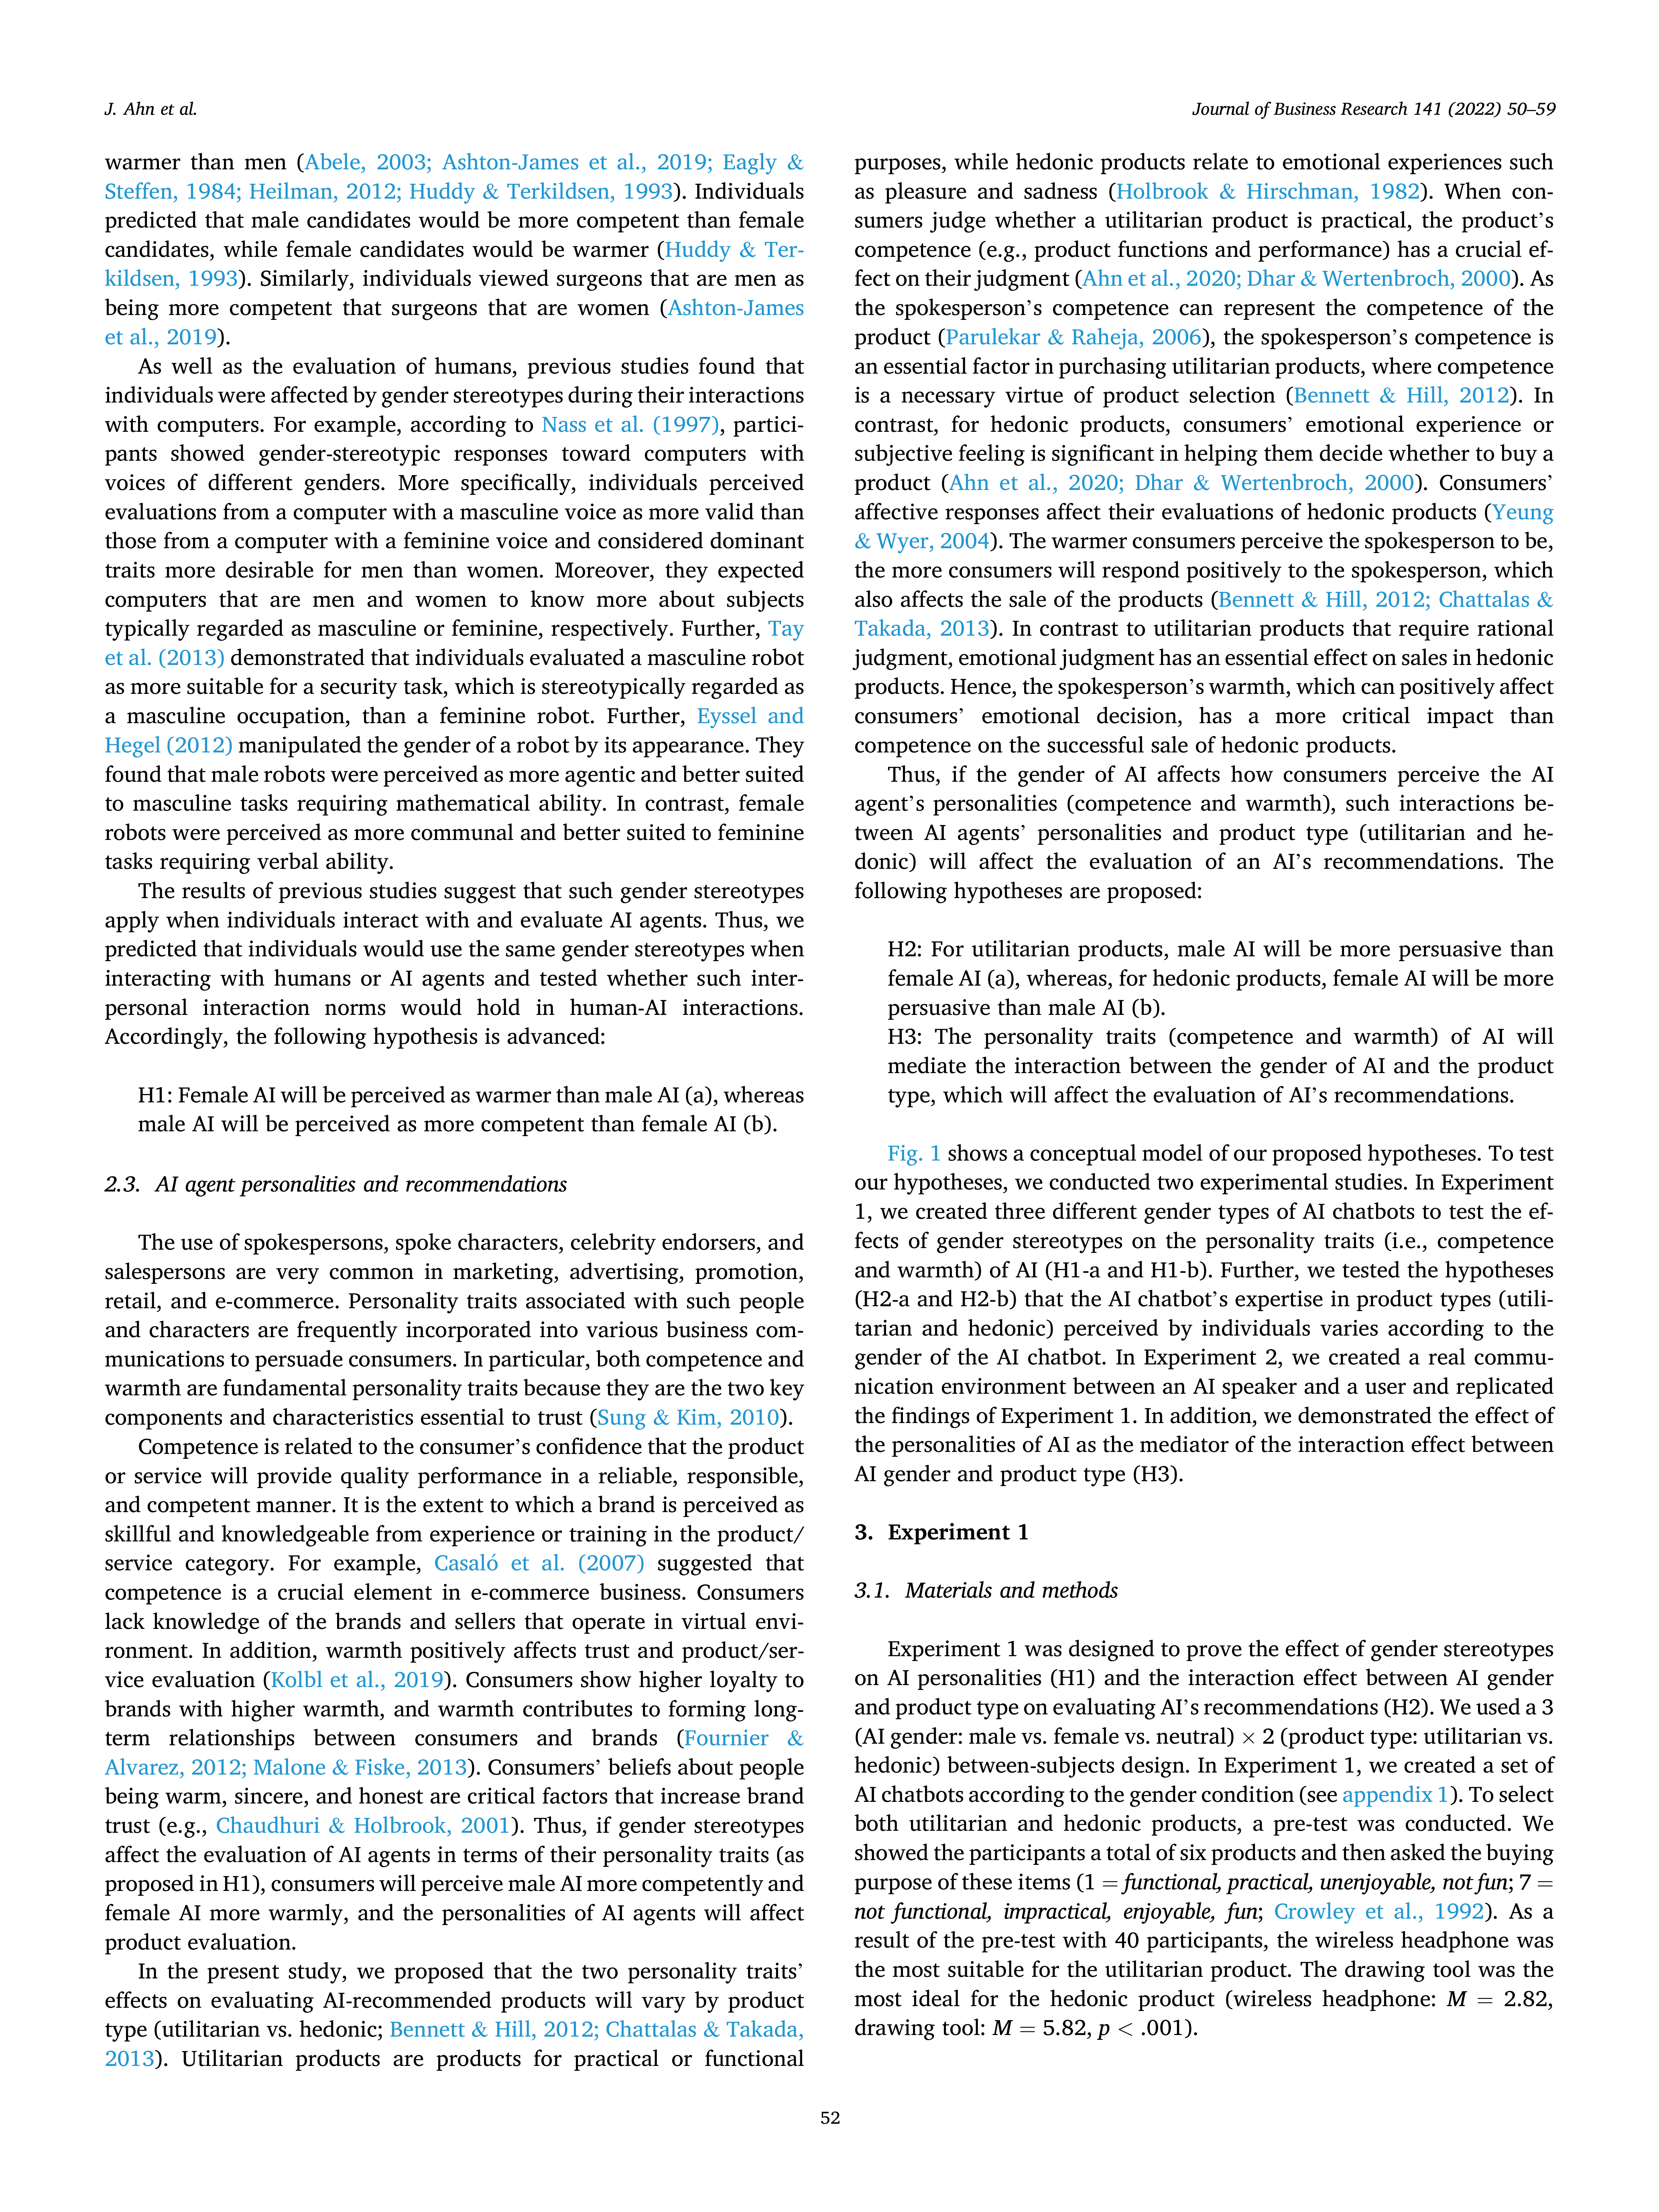 J. Ahn et al.
Journal of Business Research 141 (2022) 50–59
warmer than men (Abele, 2003; Ashton-James et al., 2019; Eagly &
Steffen, 1984; Heilman, 2012; Huddy & Terkildsen, 1993). Individuals
predicted that male candidates would be more competent than female
candidates, while female candidates would be warmer (Huddy & Ter-
kildsen, 1993). Similarly, individuals viewed surgeons that are men as
being more competent that surgeons that are women (Ashton-James
et al., 2019).
As well as the evaluation of humans, previous studies found that
individuals were affected by gender stereotypes during their interactions
with computers. For example, according to Nass et al. (1997), partici-
pants showed gender-stereotypic responses toward computers with
voices of different genders. More specifically, individuals perceived
evaluations from a computer with a masculine voice as more valid than
those from a computer with a feminine voice and considered dominant
traits more desirable for men than women. Moreover, they expected
computers that are men and women to know more about subjects
typically regarded as masculine or feminine, respectively. Further, Tay
et al. (2013) demonstrated that individuals evaluated a masculine robot
as more suitable for a security task, which is stereotypically regarded as
a masculine occupation, than a feminine robot. Further, Eyssel and
Hegel (2012) manipulated the gender of a robot by its appearance. They
found that male robots were perceived as more agentic and better suited
to masculine tasks requiring mathematical ability. In contrast, female
robots were perceived as more communal and better suited to feminine
tasks requiring verbal ability.
The results of previous studies suggest that such gender stereotypes
apply when individuals interact with and evaluate AI agents. Thus, we
predicted that individuals would use the same gender stereotypes when
interacting with humans or AI agents and tested whether such inter-
personal interaction norms would hold in human-AI interactions.
Accordingly, the following hypothesis is advanced:
H1: Female AI will be perceived as warmer than male AI (a), whereas
male AI will be perceived as more competent than female AI (b).
2.3. AI agent personalities and recommendations
The use of spokespersons, spoke characters, celebrity endorsers, and
salespersons are very common in marketing, advertising, promotion,
retail, and e-commerce. Personality traits associated with such people
and characters are frequently incorporated into various business com-
munications to persuade consumers. In particular, both competence and
warmth are fundamental personality traits because they are the two key
components and characteristics essential to trust (Sung & Kim, 2010).
Competence is related to the consumer's confidence that the product
or service will provide quality performance in a reliable, responsible,
and competent manner. It is the extent to which a brand is perceived as
skillful and knowledgeable from experience or training in the product/
service category. For example, Casaló et al. (2007) suggested that
competence is a crucial element in e-commerce business. Consumers
lack knowledge of the brands and sellers that operate in virtual envi-
ronment. In addition, warmth positively affects trust and product/ser-
vice evaluation (Kolbl et al., 2019). Consumers show higher loyalty to
brands with higher warmth, and warmth contributes to forming long-
term relationships between consumers and brands (Fournier &
Alvarez, 2012; Malone & Fiske, 2013). Consumers' beliefs about people
being warm, sincere, and honest are critical factors that increase brand
trust (e.g., Chaudhuri & Holbrook, 2001). Thus, if gender stereotypes
affect the evaluation of AI agents in terms of their personality traits (as
proposed in H1), consumers will perceive male AI more competently and
female AI more warmly, and the personalities of AI agents will affect
product evaluation.
In the present study, we proposed that the two personality traits'
effects on evaluating AI-recommended products will vary by product
type (utilitarian vs. hedonic; Bennett & Hill, 2012; Chattalas & Takada,
2013). Utilitarian products are products for practical or functional
purposes, while hedonic products relate to emotional experiences such
as pleasure and sadness (Holbrook & Hirschman, 1982). When con-
sumers judge whether a utilitarian product is practical, the product's
competence (e.g., product functions and performance) has a crucial ef-
fect on their judgment (Ahn et al., 2020; Dhar & Wertenbroch, 2000). As
the spokesperson's competence can represent the competence of the
product (Parulekar & Raheja, 2006), the spokesperson's competence is
an essential factor in purchasing utilitarian products, where competence
is a necessary virtue of product selection (Bennett & Hill, 2012). In
contrast, for hedonic products, consumers' emotional experience or
subjective feeling is significant in helping them decide whether to buy a
product (Ahn et al., 2020; Dhar & Wertenbroch, 2000). Consumers'
affective responses affect their evaluations of hedonic products (Yeung
& Wyer, 2004). The warmer consumers perceive the spokesperson to be,
the more consumers will respond positively to the spokesperson, which
also affects the sale of the products (Bennett & Hill, 2012; Chattalas &
Takada, 2013). In contrast to utilitarian products that require rational
judgment, emotional judgment has an essential effect on sales in hedonic
products. Hence, the spokesperson's warmth, which can positively affect
consumers' emotional decision, has a more critical impact than
competence on the successful sale of hedonic products.
Thus, if the gender of AI affects how consumers perceive the AI
agent's personalities (competence and warmth), such interactions be-
tween AI agents' personalities and product type (utilitarian and he-
donic) will affect the evaluation of an AI's recommendations. The
following hypotheses are proposed:
H2: For utilitarian products, male AI will be more persuasive than
female AI (a), whereas, for hedonic products, female AI will be more
persuasive than male AI (b).
H3: The personality traits (competence and warmth) of AI will
mediate the interaction between the gender of AI and the product
type, which will affect the evaluation of AI's recommendations.
Fig. 1 shows a conceptual model of our proposed hypotheses. To test
our hypotheses, we conducted two experimental studies. In Experiment
1, we created three different gender types of AI chatbots to test the ef-
fects of gender stereotypes on the personality traits (i.e., competence
and warmth) of AI (H1-a and H1-b). Further, we tested the hypotheses
(H2-a and H2-b) that the AI chatbot's expertise in product types (utili-
tarian and hedonic) perceived by individuals varies according to the
gender of the AI chatbot. In Experiment 2, we created a real commu-
nication environment between an AI speaker and a user and replicated
the findings of Experiment 1. In addition, we demonstrated the effect of
the personalities of AI as the mediator of the interaction effect between
AI gender and product type (H3).
3. Experiment 1
3.1. Materials and methods
Experiment 1 was designed to prove the effect of gender stereotypes
on AI personalities (H1) and the interaction effect between AI gender
and product type on evaluating AI's recommendations (H2). We used a 3
(AI gender: male vs. female vs. neutral) × 2 (product type: utilitarian vs.
hedonic) between-subjects design. In Experiment 1, we created a set of
AI chatbots according to the gender condition (see appendix 1). To select
both utilitarian and hedonic products, a pre-test was conducted. We
showed the participants a total of six products and then asked the buying
purpose of these items (1 = functional, practical, unenjoyable, not fun; 7 =
not functional, impractical, enjoyable, fun; Crowley et al., 1992). As a
result of the pre-test with 40 participants, the wireless headphone was
the most suitable for the utilitarian product. The drawing tool was the
most ideal for the hedonic product (wireless headphone: M = 2.82,
drawing tool: M = 5.82, p < .001).
52